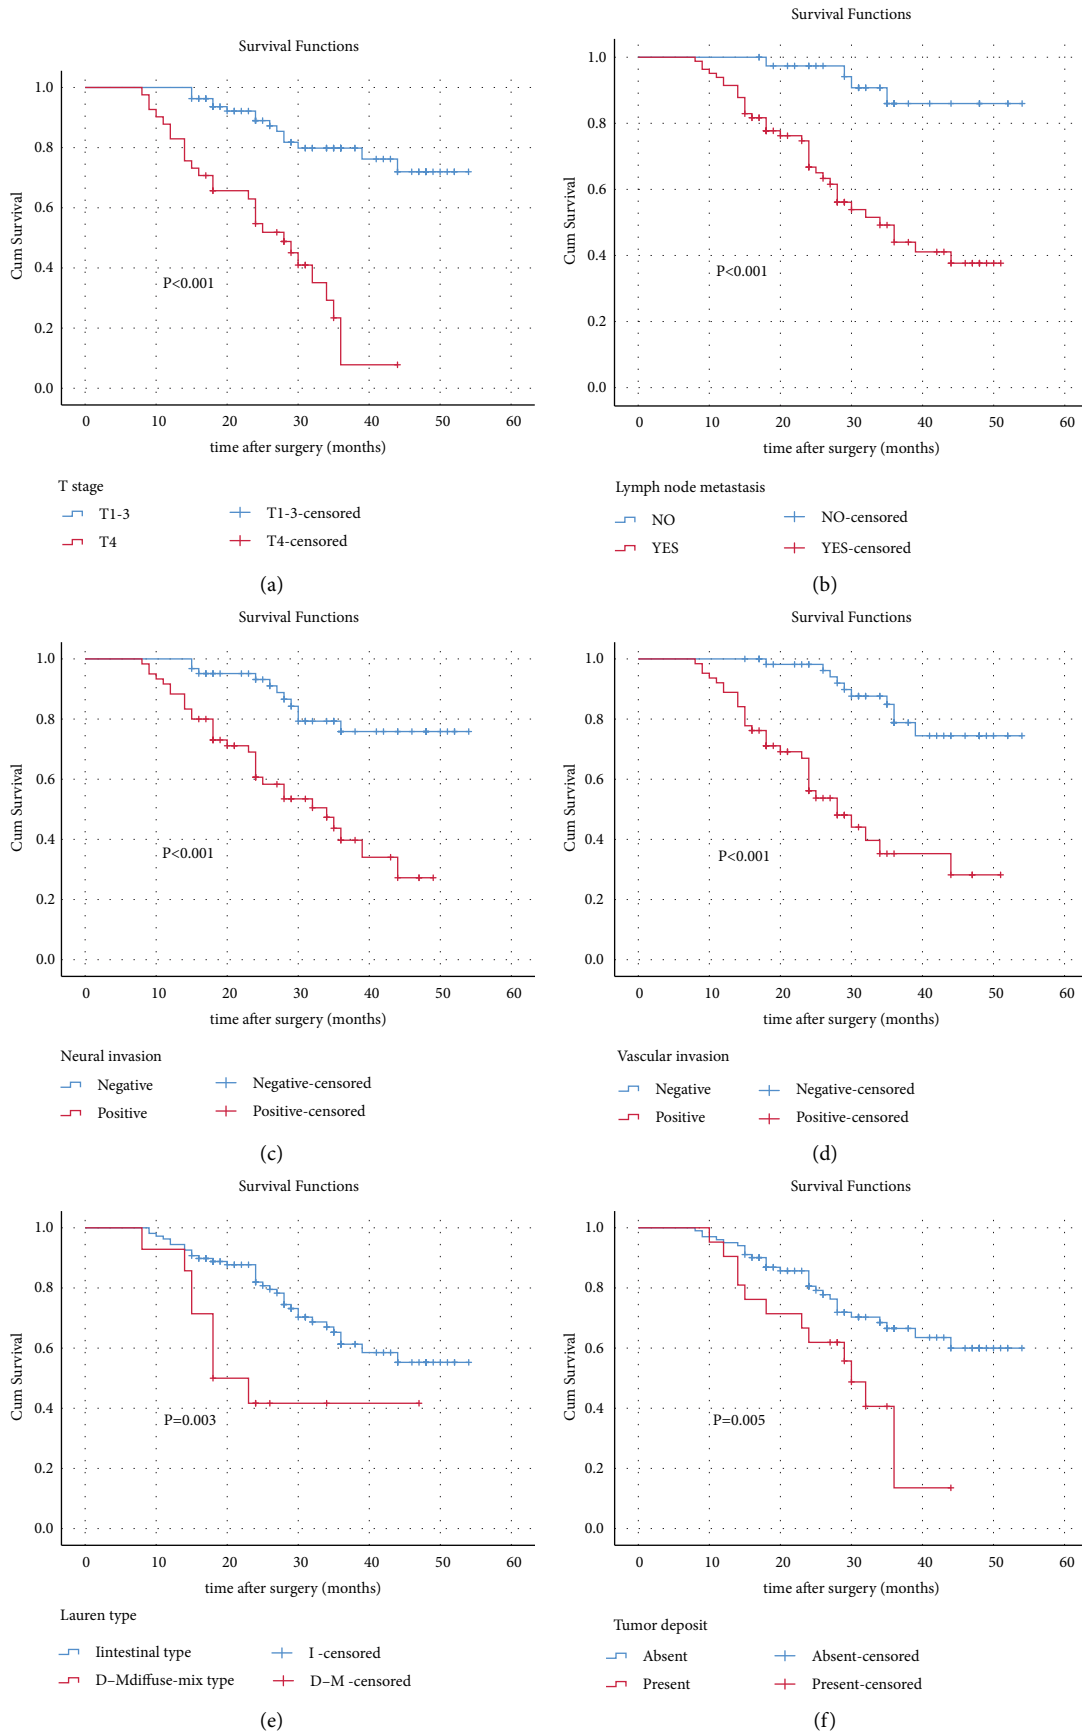 Survival Functions
1.0
0.8
0.6
0.4
0.2
0.0
Cum Survival
P<0.001
0 10 20 30 40 50 60
time after surgery (months)
T stage
T1-3 T1-3-censored
T4 T4-censored
(a)
Survival Functions
1.0
0.8
0.6
0.4
0.2
0.0
Cum Survival
P<0.001
0 10 20 30 40 50 60
time after surgery (months)
Lymph node metastasis
NO NO-censored
YES YES-censored
(b)
Survival Functions
1.0
0.8
0.6
0.4
0.2
0.0
Cum Survival
P<0.001
0 10 20 30 40 50 60
time after surgery (months)
Neural invasion
Negative Negative-censored
Positive Positive-censored
(c)
Survival Functions
1.0
0.8
0.6
0.4
0.2
0.0
Cum Survival
P<0.001
0 10 20 30 40 50 60
time after surgery (months)
Vascular invasion
Negative Negative-censored
Positive Positive-censored
(d)
Survival Functions
1.0
0.8
0.6
0.4
0.2
0.0
Cum Survival
P=0.003
0 10 20 30 40 50 60
time after surgery (months)
Lauren type
Iintestinal type I -censored
D–Mdiffuse-mix type D–M -censored
(e)
Survival Functions
1.0
0.8
0.6
0.4
0.2
0.0
Cum Survival
P=0.005
0 10 20 30 40 50 60
time after surgery (months)
Tumor deposit
Absent Absent-censored
Present Present-censored
(f)